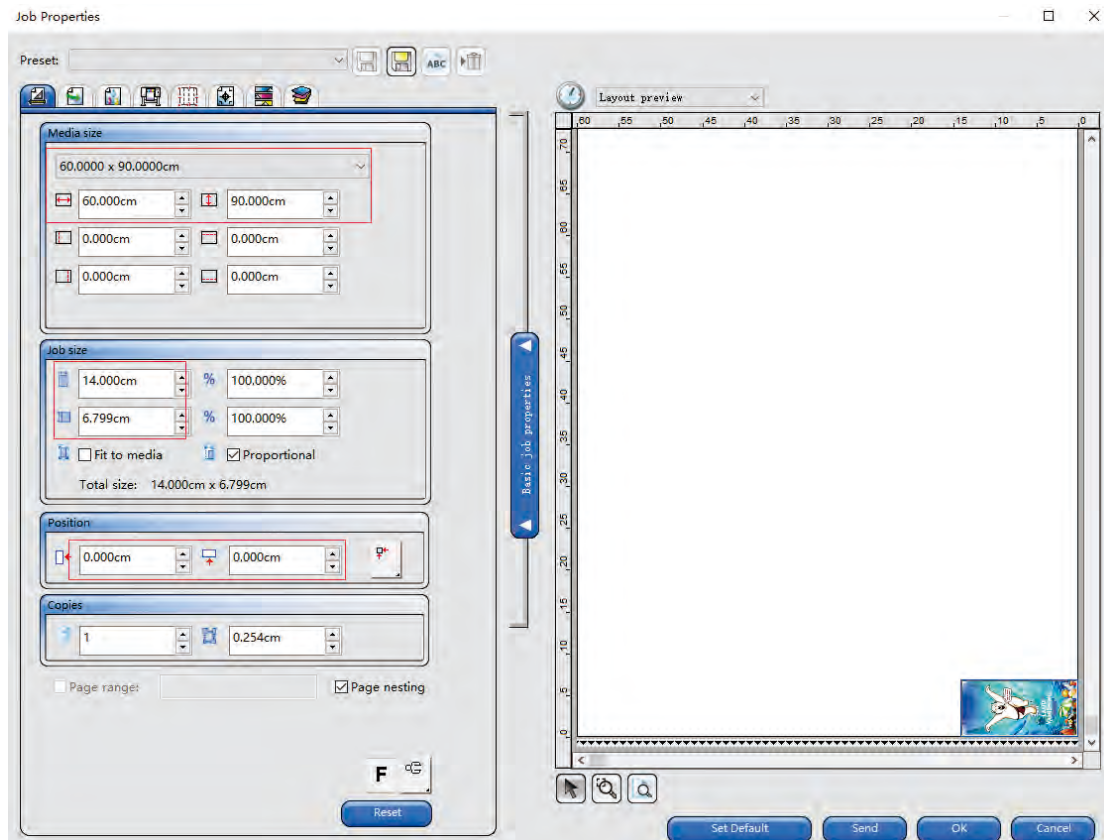 Job Properties
Preset:
ABC
Layout preview
Media size
60.0000 x 90.0000cm
60.000cm 90.000cm
0.000cm 0.000cm
0.000cm 0.000cm
Job size
14.000cm % 100.000%
6.799cm % 100.000%
Fit to media Proportional
Total size: 14.000cm x 6.799cm
Position
0.000cm 0.000cm
Copies
1 0.254cm
Page range: Page nesting
F
Reset
Basic job properties
60 55 50 45 40 35 30 25 20 15 10 5 0
70
65
60
55
50
45
40
35
30
25
20
15
10
5
0
Set Default Send OK Cancel